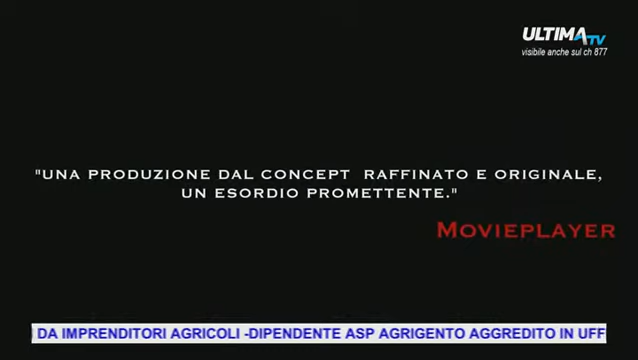 ULTIMA TV
visibile anche sul ch 877
"UNA PRODUZIONE DAL CONCEPT RAFFINATO E ORIGINALE,
UN ESORDIO PROMETTENTE."
MOVIEPLAYER
DA IMPRENDITORI AGRICOLI -DIPENDENTE ASP AGRIGENTO AGGREDITO IN UFF